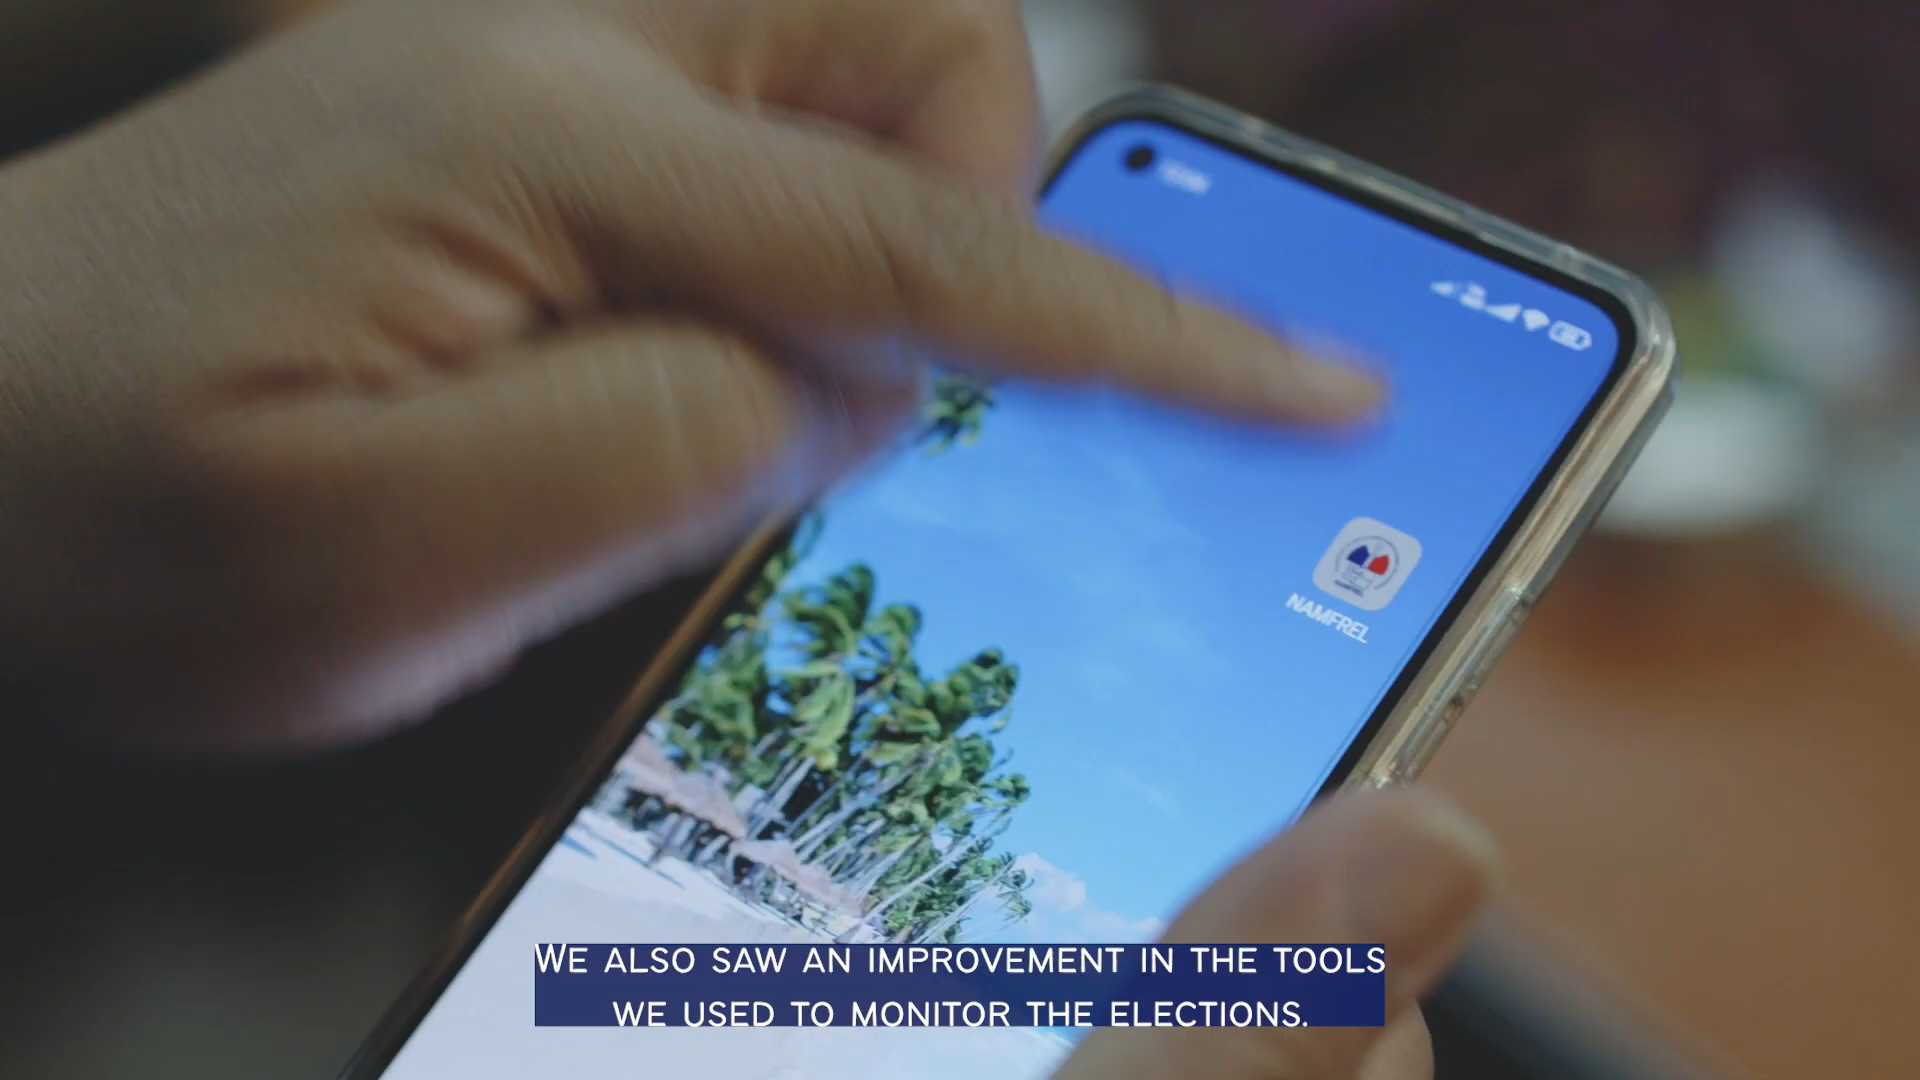 NAMFREL
WE ALSO SAW AN IMPROVEMENT IN THE TOOLS
WE USED TO MONITOR THE ELECTIONS.